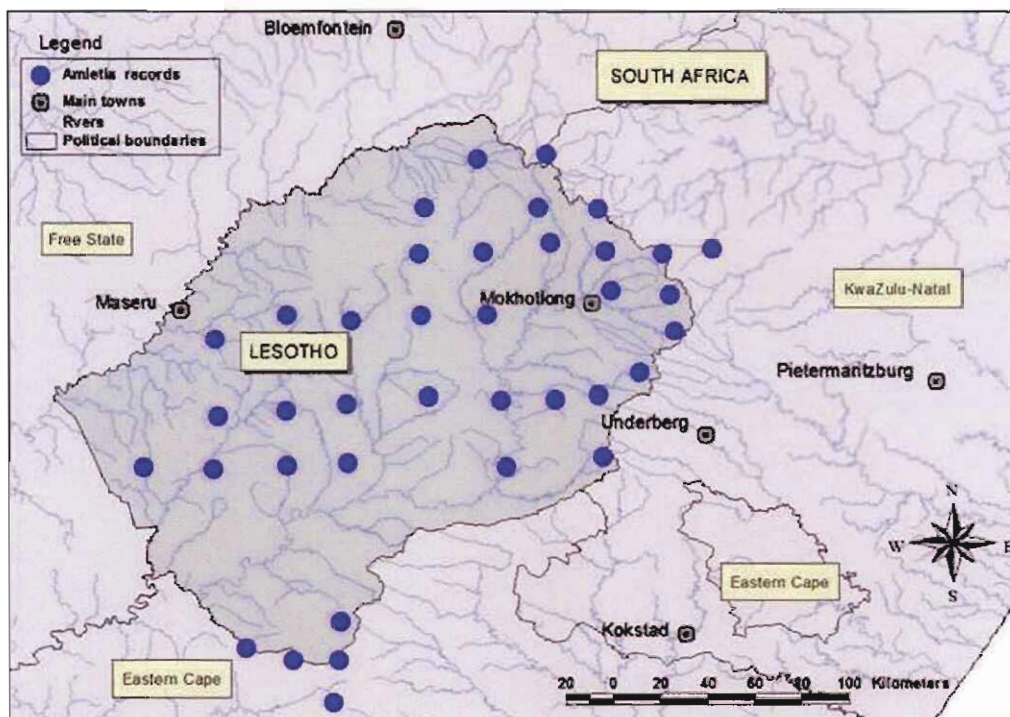 Bloemfontein
Legend
Amietia records
Main towns
Rvers
Political boundaries
SOUTH AFRICA
Free State
KwaZulu-Natal
Maseru
Mokhotlong
LESOTHO
Pietermaritzburg
Underberg
N
W
E
S
Eastern Cape
Kokstad
Eastern Cape
20 0 20 40 60 80 100 Kilometers